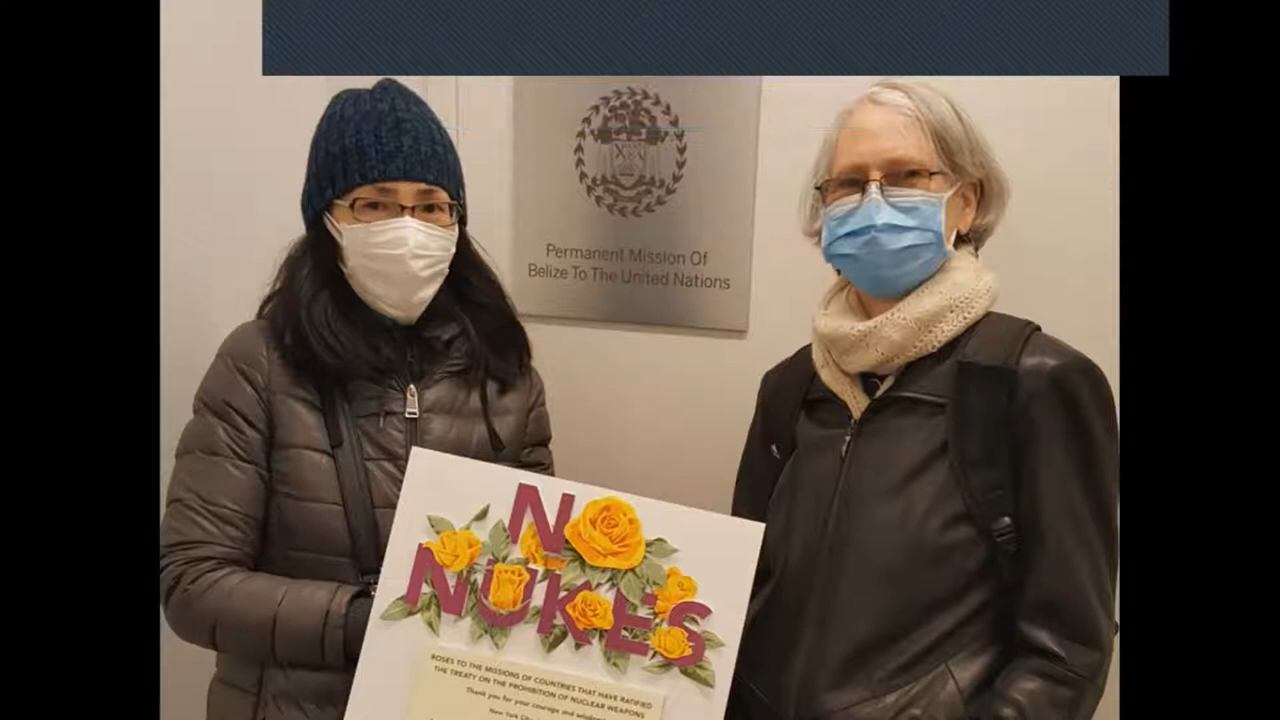 Permanent Mission Of
Belize To The United Nations
NO
NUKES
ROSES TO THE MISSIONS OF COUNTRIES THAT HAVE RATIFIED
THE TREATY ON THE PROHIBITION OF NUCLEAR WEAPONS
Thank you for your courage and
New York City